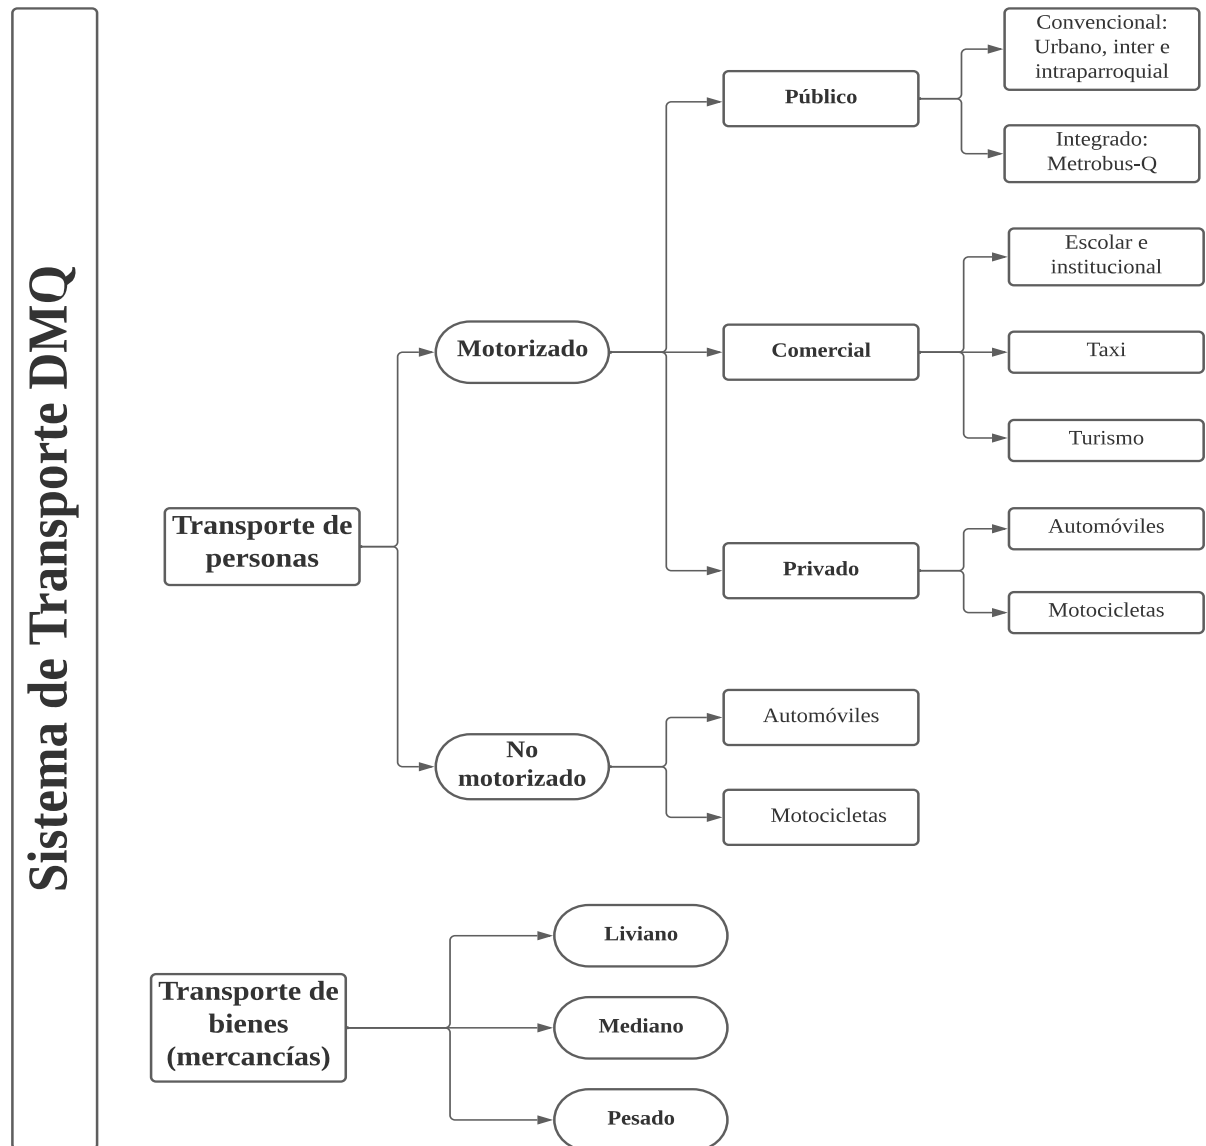 Sistema de Transporte DMQ
Transporte de
personas
Motorizado
Público
Convencional:
Urbano, inter e
intraparroquial
Integrado:
Metrobus-Q
Comercial
Escolar e
institucional
Taxi
Turismo
Privado
Automóviles
Motocicletas
No
motorizado
Automóviles
Motocicletas
Transporte de
bienes
(mercancías)
Liviano
Mediano
Pesado